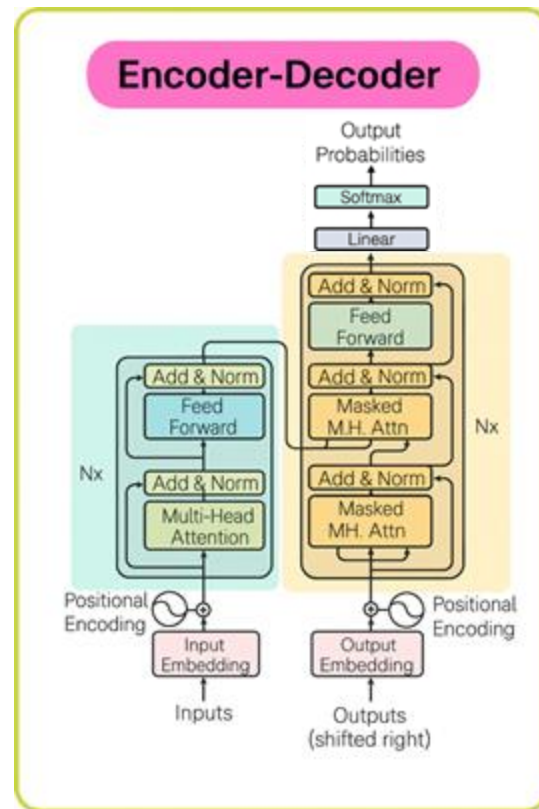 Encoder-Decoder
Output
Probabilities
Softmax
Linear
Add & Norm
Feed
Forward
Add & Norm
Masked
M.H. Attn
Nx
Add & Norm
Masked
MH. Attn
Add & Norm
Feed
Forward
Nx
Add & Norm
Multi-Head
Attention
Positional
Encoding
Positional
Encoding
Input
Embedding
Output
Embedding
Inputs
Outputs
(shifted right)